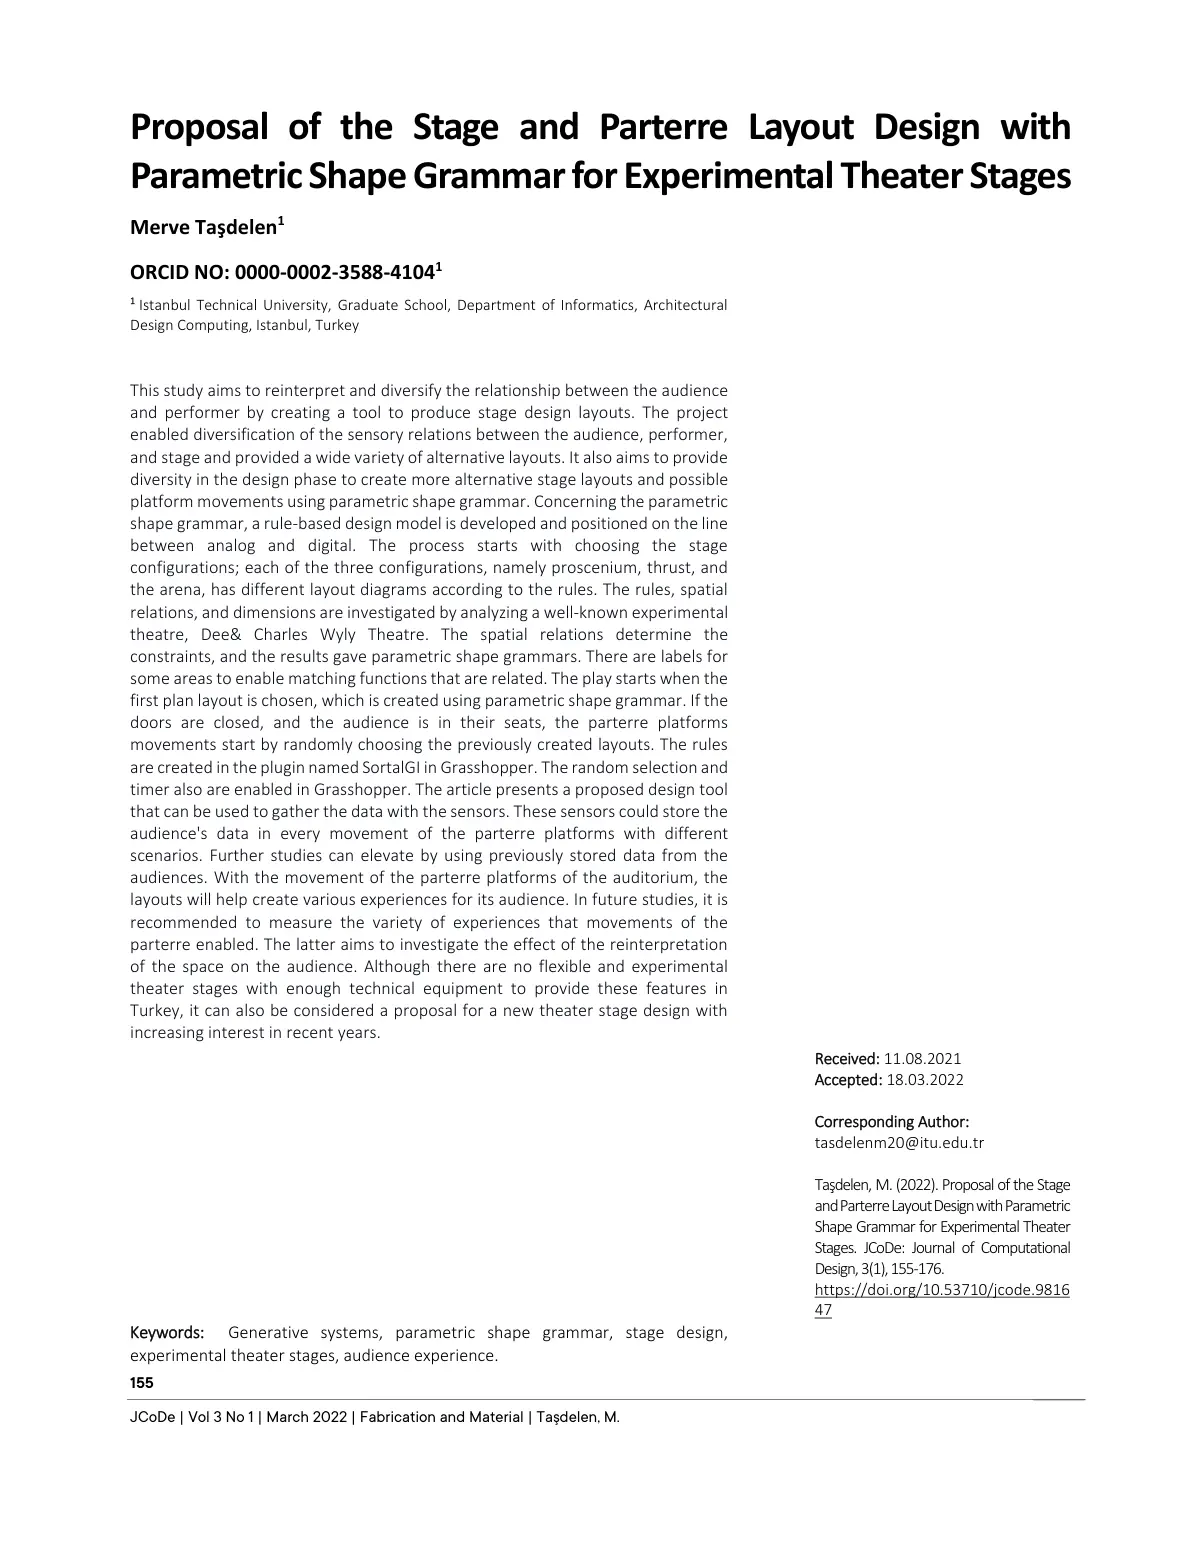 Proposal of the Stage and Parterre Layout Design with
Parametric Shape Grammar for Experimental Theater Stages
Merve Taşdelen1
ORCID NO: 0000-0002-3588-41041
1 Istanbul Technical University, Graduate School, Department of Informatics, Architectural
Design Computing, Istanbul, Turkey
This study aims to reinterpret and diversify the relationship between the audience
and performer by creating a tool to produce stage design layouts. The project
enabled diversification of the sensory relations between the audience, performer,
and stage and provided a wide variety of alternative layouts. It also aims to provide
diversity in the design phase to create more alternative stage layouts and possible
platform movements using parametric shape grammar. Concerning the parametric
shape grammar, a rule-based design model is developed and positioned on the line
between analog and digital. The process starts with choosing the stage
configurations; each of the three configurations, namely proscenium, thrust, and
the arena, has different layout diagrams according to the rules. The rules, spatial
relations, and dimensions are investigated by analyzing a well-known experimental
theatre, Dee& Charles Wyly Theatre. The spatial relations determine the
constraints, and the results gave parametric shape grammars. There are labels for
some areas to enable matching functions that are related. The play starts when the
first plan layout is chosen, which is created using parametric shape grammar. If the
doors are closed, and the audience is in their seats, the parterre platforms
movements start by randomly choosing the previously created layouts. The rules
are created in the plugin named SortalGI in Grasshopper. The random selection and
timer also are enabled in Grasshopper. The article presents a proposed design tool
that can be used to gather the data with the sensors. These sensors could store the
audience's data in every movement of the parterre platforms with different
scenarios. Further studies can elevate by using previously stored data from the
audiences. With the movement of the parterre platforms of the auditorium, the
layouts will help create various experiences for its audience. In future studies, it is
recommended to measure the variety of experiences that movements of the
parterre enabled. The latter aims to investigate the effect of the reinterpretation
of the space on the audience. Although there are no flexible and experimental
theater stages with enough technical equipment to provide these features in
Turkey, it can also be considered a proposal for a new theater stage design with
increasing interest in recent years.
Received: 11.08.2021
Accepted: 18.03.2022
Corresponding Author:
tasdelenm20@itu.edu.tr
Taşdelen, M. (2022). Proposal of the Stage
and Parterre Layout Design with Parametric
Shape Grammar for Experimental Theater
Stages. JCoDe: Journal of Computational
Design, 3(1), 155-176.
https://doi.org/10.53710/jcode.9816
47
Keywords: Generative systems, parametric shape grammar, stage design,
experimental theater stages, audience experience.
155
JCoDe | Vol 3 No 1 | March 2022 | Fabrication and Material | Taşdelen, M.